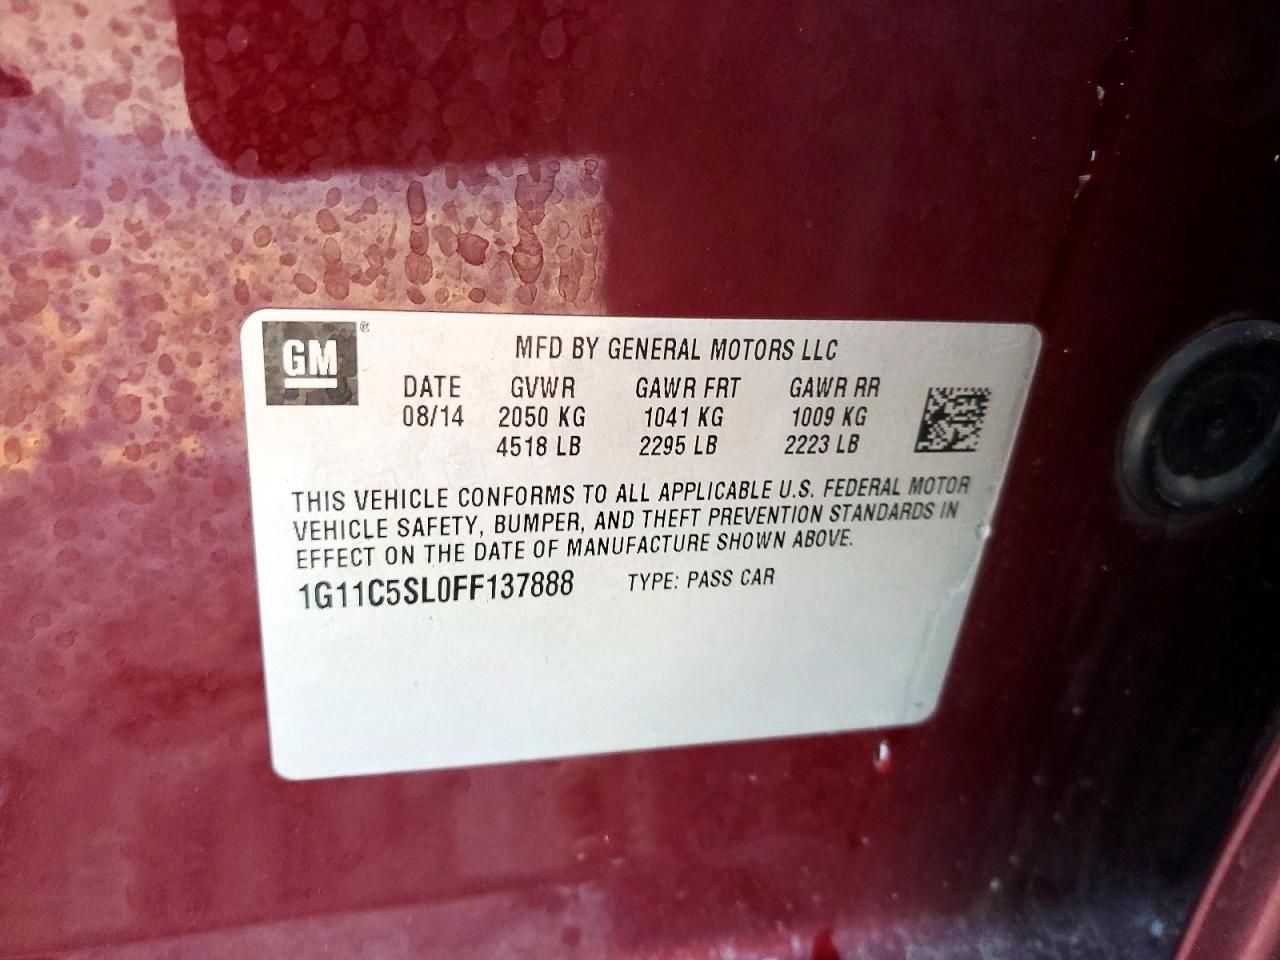 GM ®
MFD BY GENERAL MOTORS LLC
DATE GVWR GAWR FRT GAWR RR
08/14 2050 KG 1041 KG 1009 KG
4518 LB 2295 LB 2223 LB
THIS VEHICLE CONFORMS TO ALL APPLICABLE U.S. FEDERAL MOTOR
VEHICLE SAFETY, BUMPER, AND THEFT PREVENTION STANDARDS IN
EFFECT ON THE DATE OF MANUFACTURE SHOWN ABOVE.
1G11C5SL0FF137888 TYPE: PASS CAR